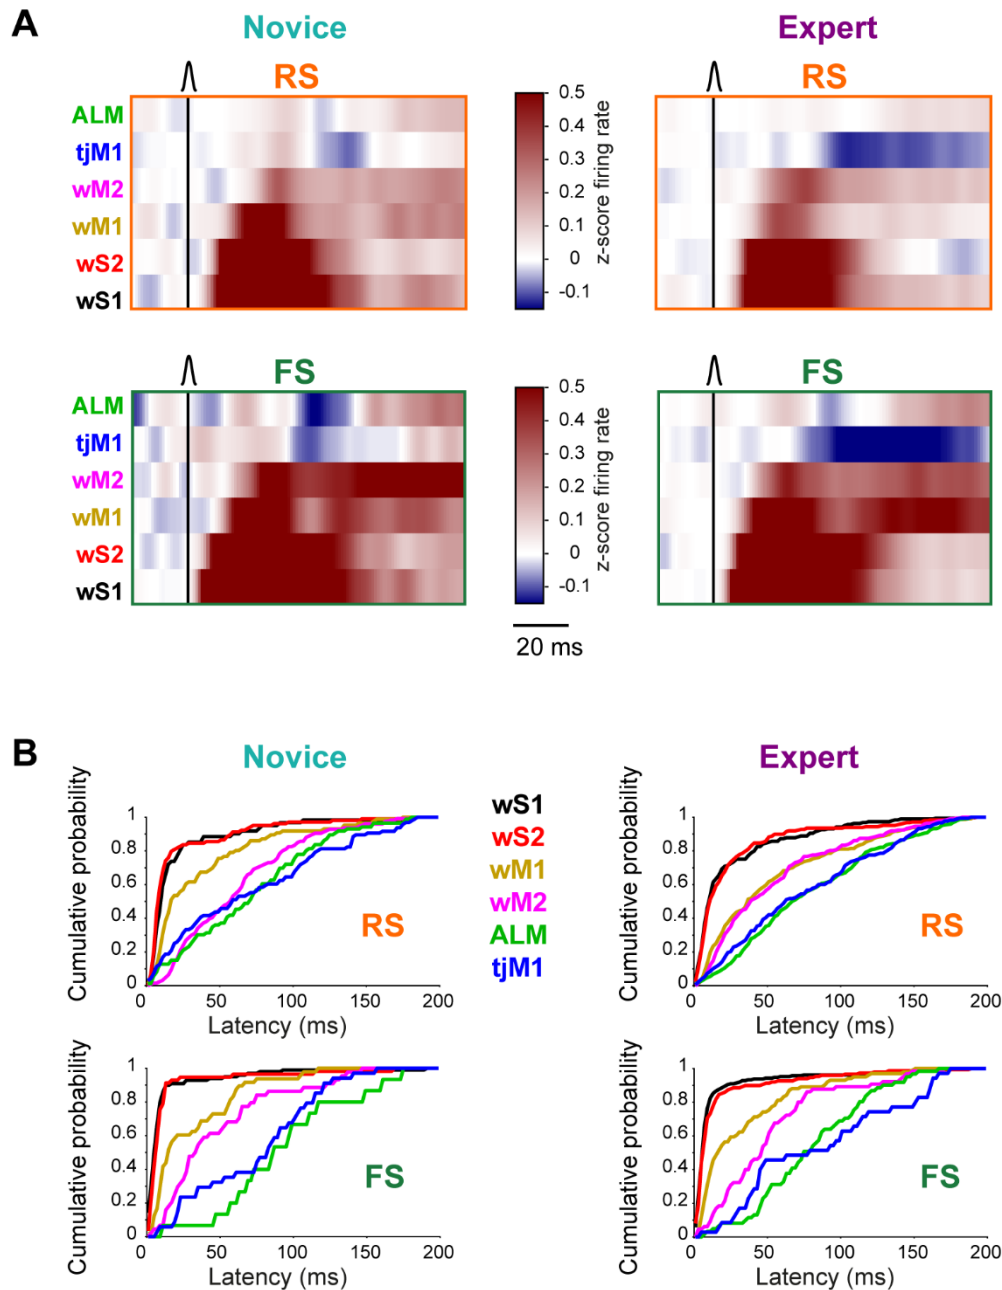 A
Novice
Expert
RS
RS
ALM
tjM1
wM2
wM1
wS2
wS1
0.5
0.4
0.3
0.2
0.1
0
-0.1
z-score firing rate
FS
FS
ALM
tjM1
wM2
wM1
wS2
wS1
0.5
0.4
0.3
0.2
0.1
0
-0.1
z-score firing rate
20 ms
B
Novice
Expert
Cumulative probability
1
0.8
0.6
0.4
0.2
0
0 50 100 150 200
Latency (ms)
RS
wS1
wS2
wM1
wM2
ALM
tjM1
Cumulative probability
1
0.8
0.6
0.4
0.2
0
0 50 100 150 200
Latency (ms)
RS
Cumulative probability
1
0.8
0.6
0.4
0.2
0
0 50 100 150 200
Latency (ms)
FS
Cumulative probability
1
0.8
0.6
0.4
0.2
0
0 50 100 150 200
Latency (ms)
FS